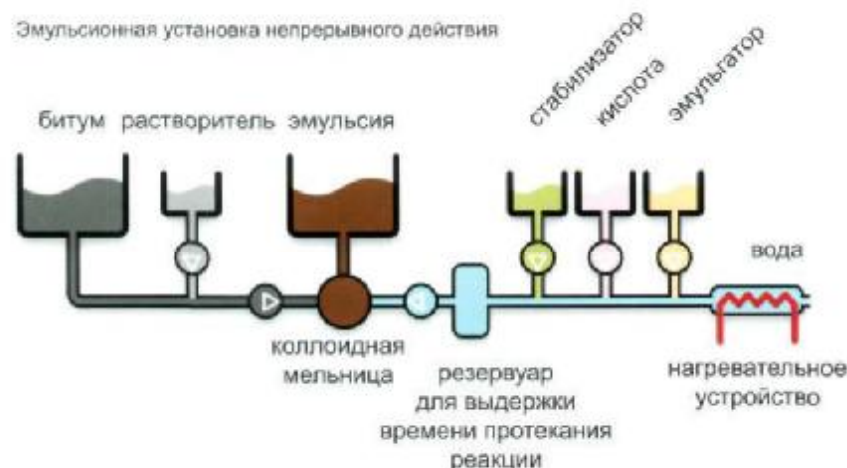 Эмульсионная установка непрерывного действия
битум растворитель эмульсия
стабилизатор
кислота
эмульгатор
вода
коллоидная
мельница
резервуар
для выдержки
времени протекания
реакции
нагревательное
устройство